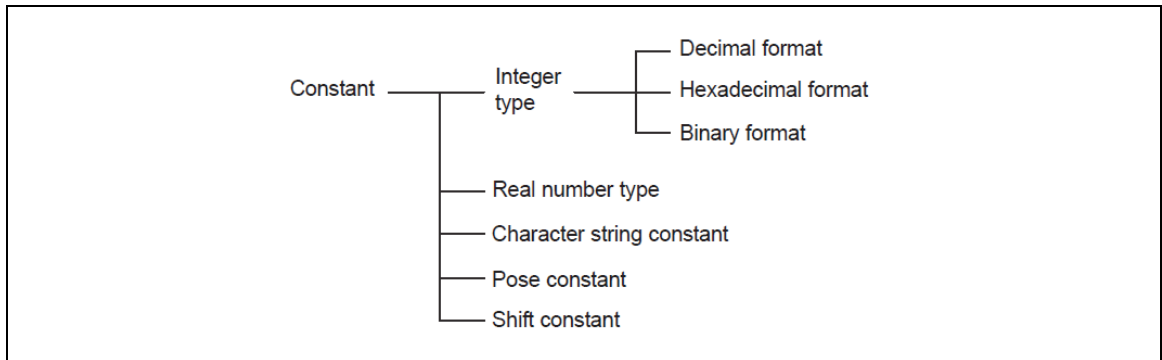 Constant
Integer
type
Decimal format
Hexadecimal format
Binary format
Real number type
Character string constant
Pose constant
Shift constant